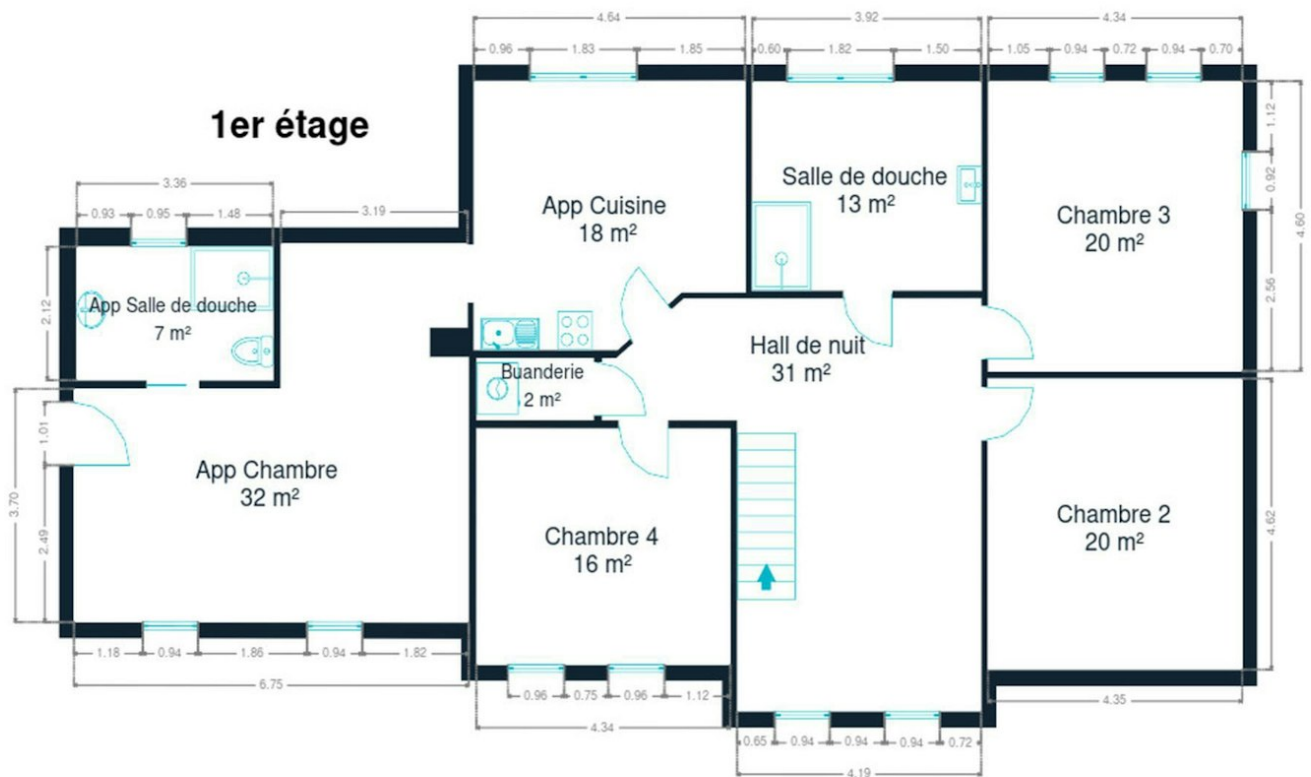 4.64
3.92
4.34
0.96
1.83
1.85
0.60
1.82
1.50
1.05
0.94
0.72
0.94
0.70
1er étage
1.12
0.92
2.56
4.60
3.36
0.93
0.95
1.48
3.19
App Cuisine
18 m²
Salle de douche
13 m²
Chambre 3
20 m²
2.12
App Salle de douche
7 m²
Hall de nuit
31 m²
Buanderie
2 m²
1.01
2.49
3.70
App Chambre
32 m²
Chambre 4
16 m²
Chambre 2
20 m²
4.62
1.18
0.94
1.86
0.94
1.82
6.75
0.96
0.75
0.96
1.12
4.34
4.35
0.65
0.94
0.94
0.94
0.72
4.19